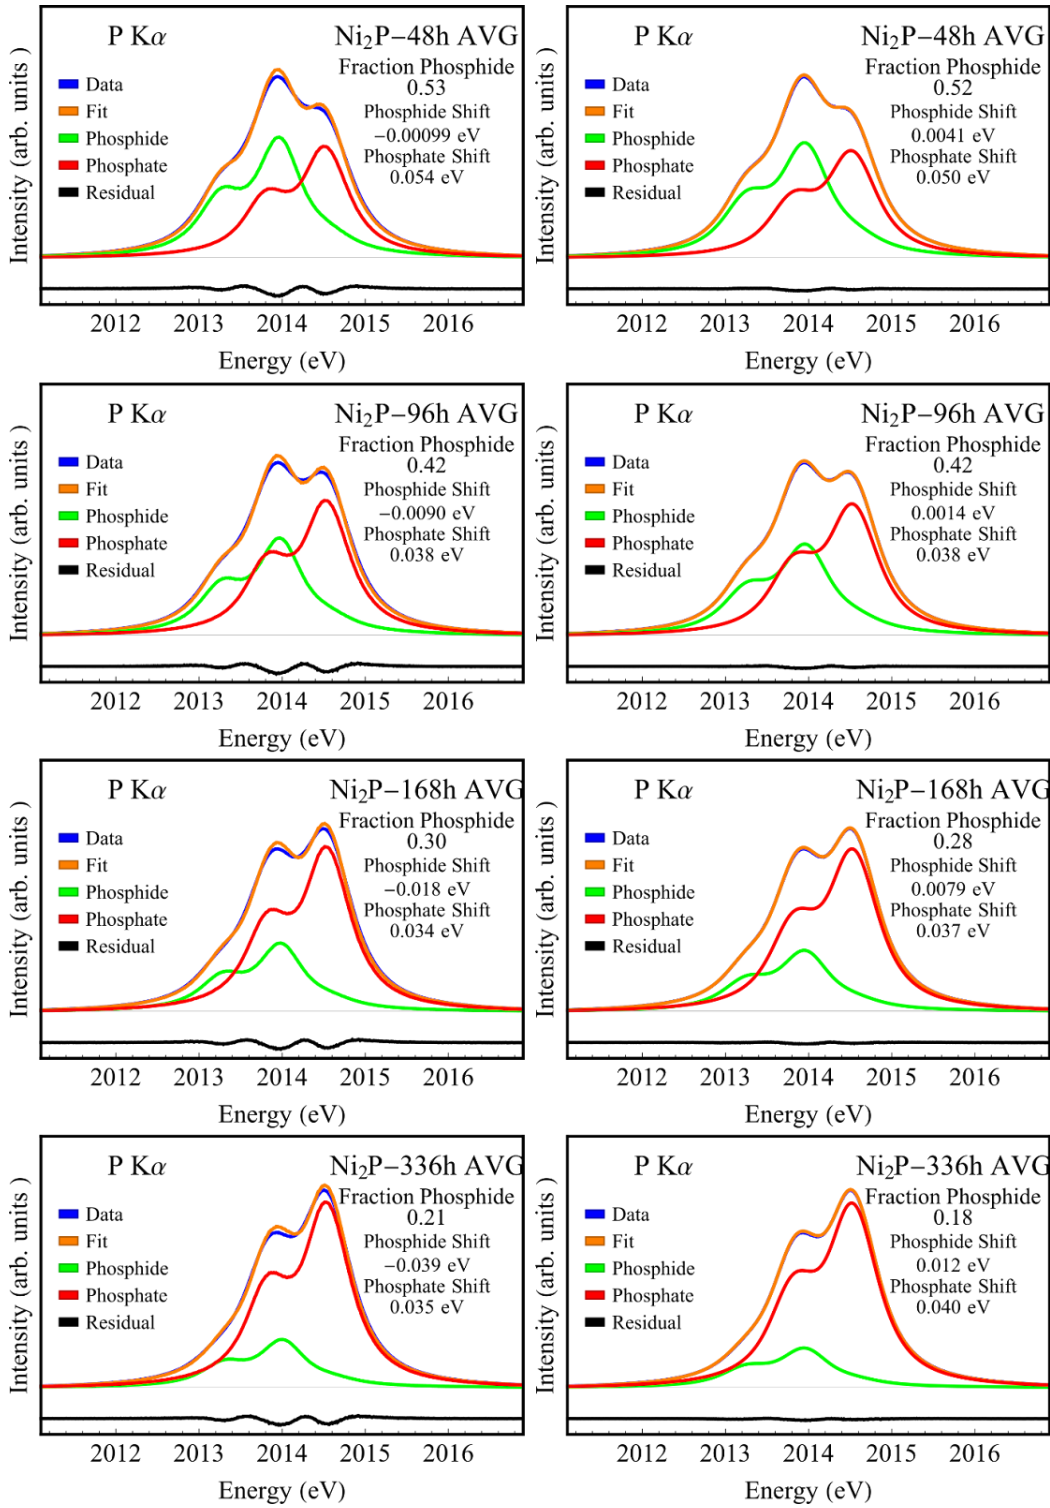 P Kα
Ni₂P−48h AVG
Data
Fit
Phosphide
Phosphate
Residual
Fraction Phosphide
0.53
Phosphide Shift
−0.00099 eV
Phosphate Shift
0.054 eV
Intensity (arb. units )
2012 2013 2014 2015 2016
Energy (eV)
P Kα
Ni₂P−48h AVG
Data
Fit
Phosphide
Phosphate
Residual
Fraction Phosphide
0.52
Phosphide Shift
0.0041 eV
Phosphate Shift
0.050 eV
Intensity (arb. units )
2012 2013 2014 2015 2016
Energy (eV)
P Kα
Ni₂P−96h AVG
Data
Fit
Phosphide
Phosphate
Residual
Fraction Phosphide
0.42
Phosphide Shift
−0.0090 eV
Phosphate Shift
0.038 eV
Intensity (arb. units )
2012 2013 2014 2015 2016
Energy (eV)
P Kα
Ni₂P−96h AVG
Data
Fit
Phosphide
Phosphate
Residual
Fraction Phosphide
0.42
Phosphide Shift
0.0014 eV
Phosphate Shift
0.038 eV
Intensity (arb. units )
2012 2013 2014 2015 2016
Energy (eV)
P Kα
Ni₂P−168h AVG
Data
Fit
Phosphide
Phosphate
Residual
Fraction Phosphide
0.30
Phosphide Shift
−0.018 eV
Phosphate Shift
0.034 eV
Intensity (arb. units )
2012 2013 2014 2015 2016
Energy (eV)
P Kα
Ni₂P−168h AVG
Data
Fit
Phosphide
Phosphate
Residual
Fraction Phosphide
0.28
Phosphide Shift
0.0079 eV
Phosphate Shift
0.037 eV
Intensity (arb. units )
2012 2013 2014 2015 2016
Energy (eV)
P Kα
Ni₂P−336h AVG
Data
Fit
Phosphide
Phosphate
Residual
Fraction Phosphide
0.21
Phosphide Shift
−0.039 eV
Phosphate Shift
0.035 eV
Intensity (arb. units )
2012 2013 2014 2015 2016
Energy (eV)
P Kα
Ni₂P−336h AVG
Data
Fit
Phosphide
Phosphate
Residual
Fraction Phosphide
0.18
Phosphide Shift
0.012 eV
Phosphate Shift
0.040 eV
Intensity (arb. units )
2012 2013 2014 2015 2016
Energy (eV)